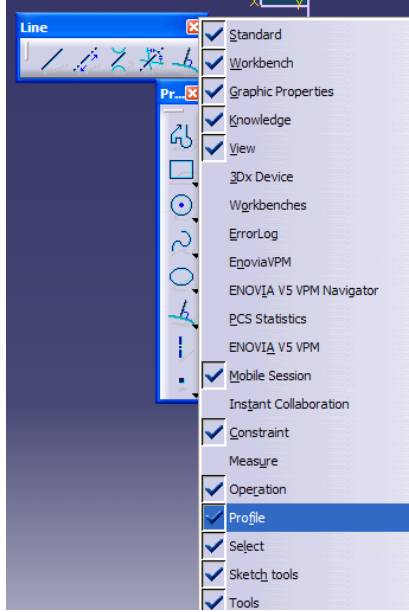 x
y
Line
Pr...
Standard
Workbench
Graphic Properties
Knowledge
View
3Dx Device
Workbenches
ErrorLog
EnoviaVPM
ENOVIA V5 VPM Navigator
PCS Statistics
ENOVIA V5 VPM
Mobile Session
Instant Collaboration
Constraint
Measure
Operation
Profile
Select
Sketch tools
Tools